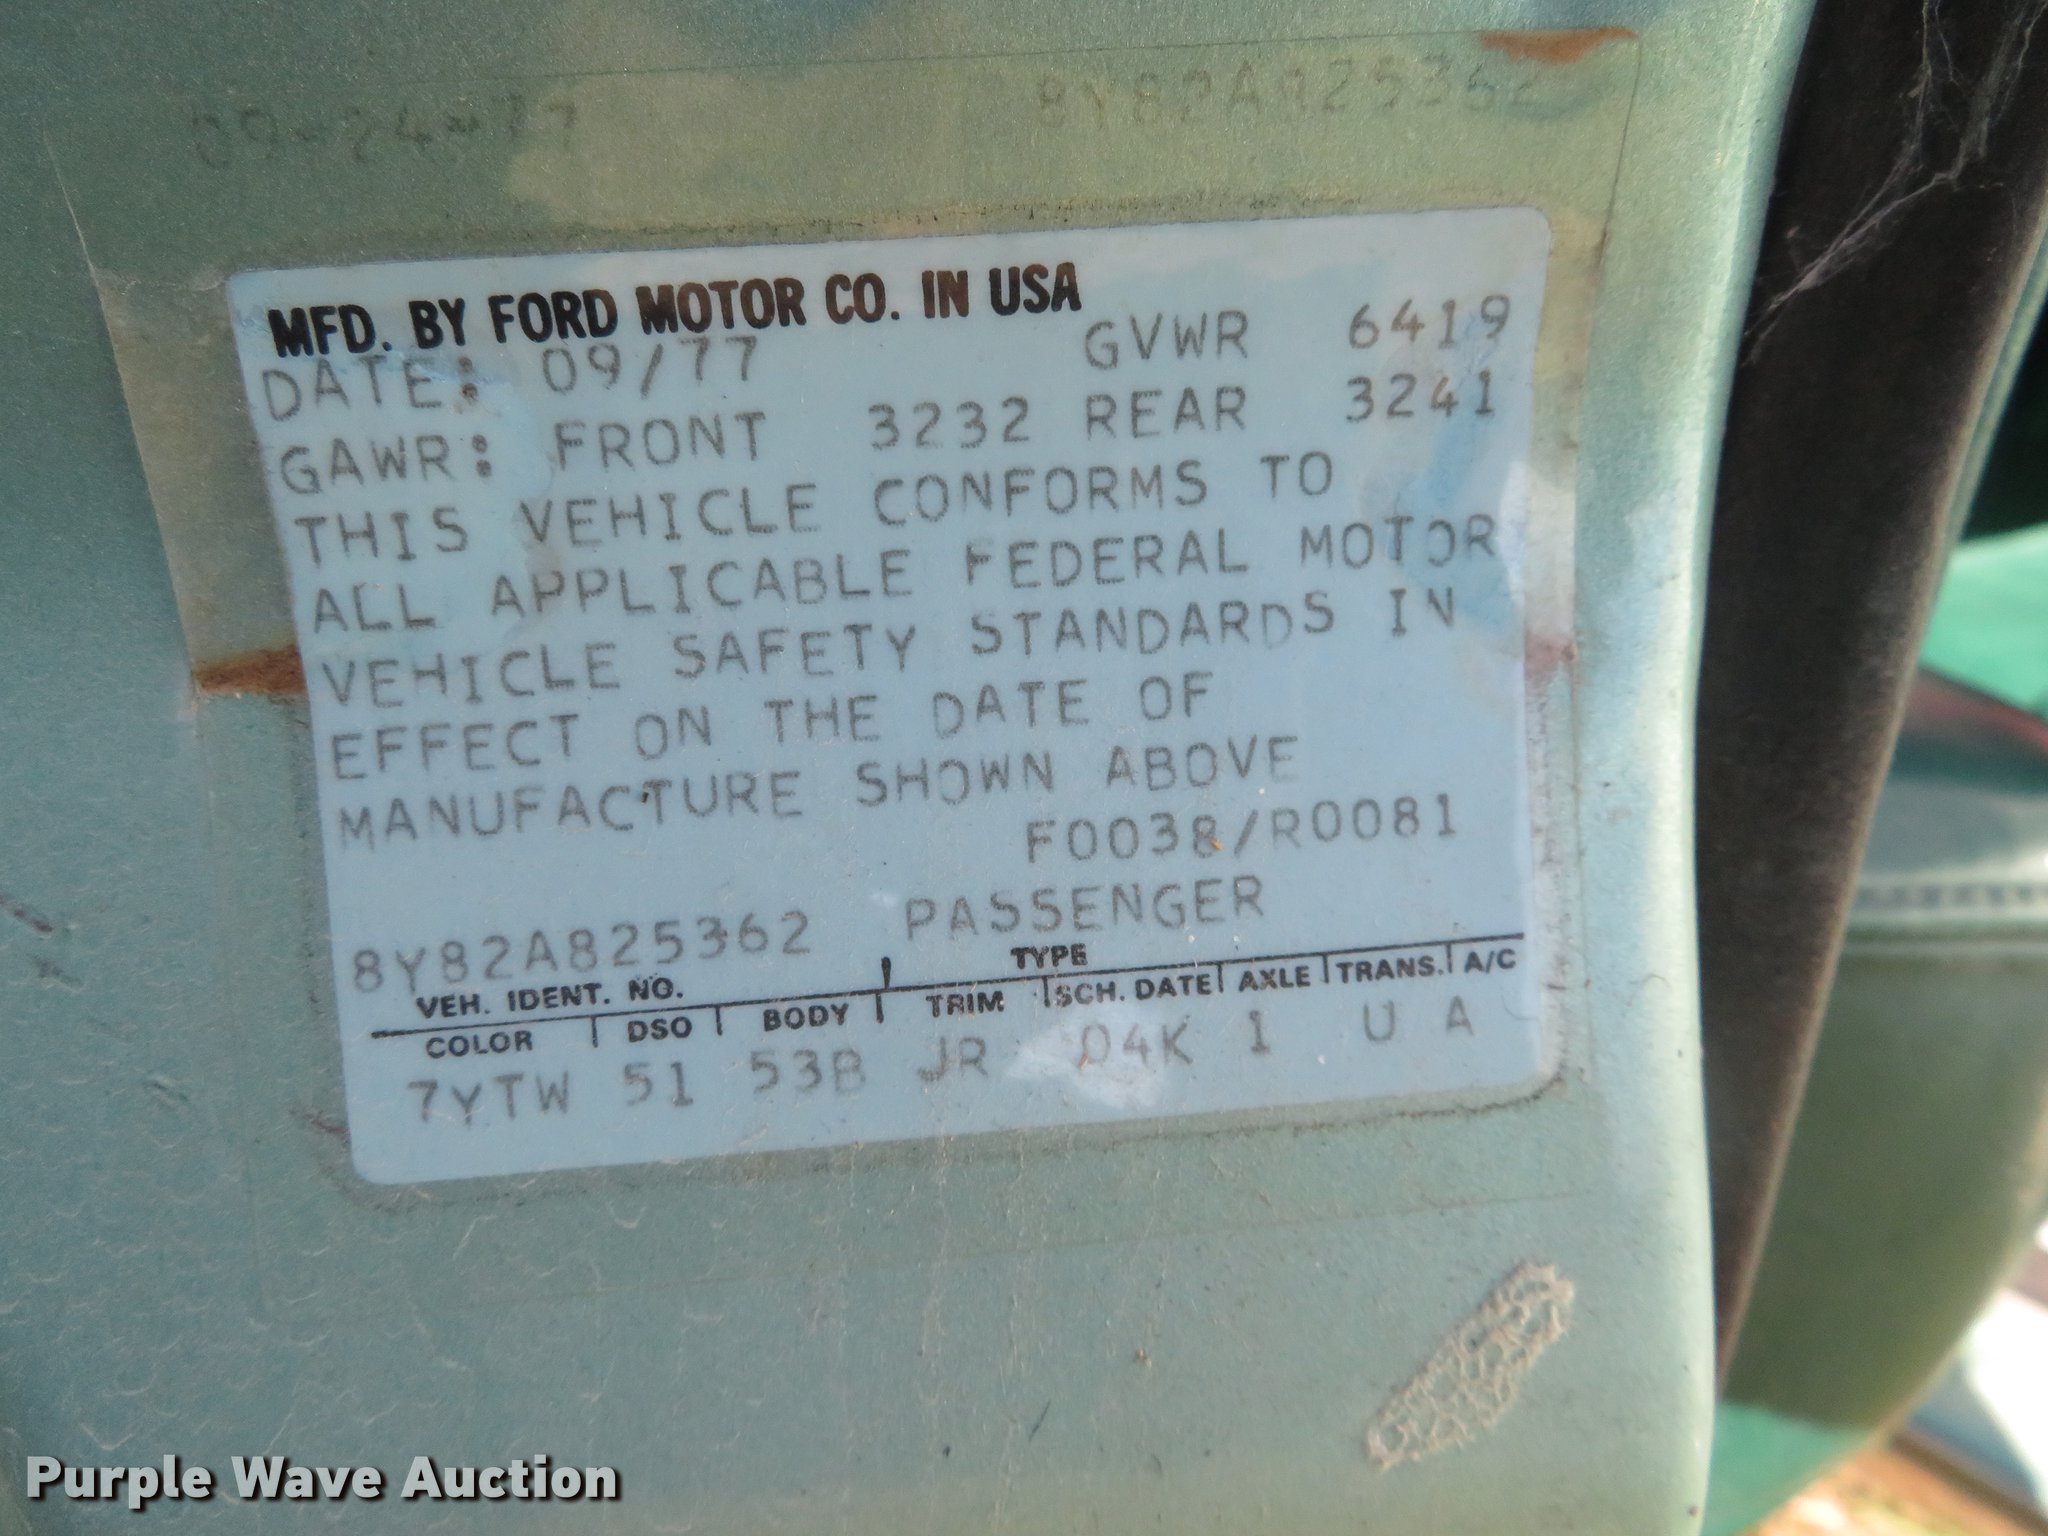 09-24-77 8Y82A825362
MFD. BY FORD MOTOR CO. IN USA
DATE: 09/77 GVWR 6419
GAWR: FRONT 3232 REAR 3241
THIS VEHICLE CONFORMS TO
ALL APPLICABLE FEDERAL MOTOR
VEHICLE SAFETY STANDARDS IN
EFFECT ON THE DATE OF
MANUFACTURE SHOWN ABOVE
F0038/R0081
8Y82A825362 PASSENGER
VEH. IDENT. NO. TYPE
COLOR DSO BODY TRIM SCH. DATE AXLE TRANS. A/C
7YTW 51 53B JR 04K 1 U A
Purple Wave Auction